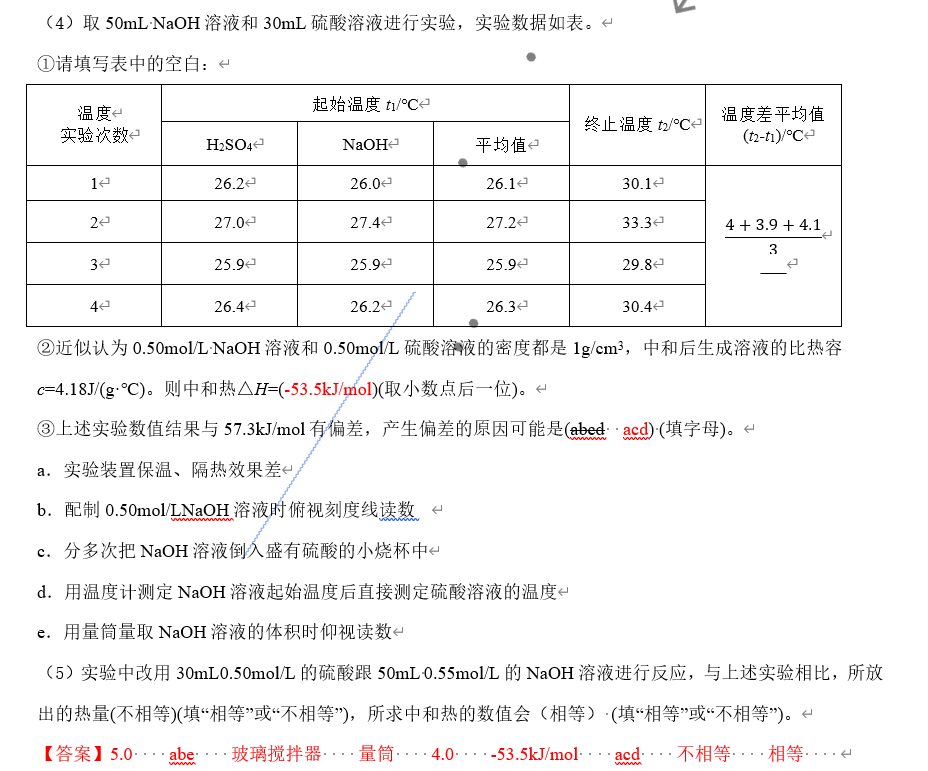 （4）取 50mL·NaOH 溶液和 30mL 硫酸溶液进行实验，实验数据如表。
①请填写表中的空白：
温度 实验次数 起始温度 t₁/℃ 终止温度 t₂/℃ 温度差平均值 (t₂-t₁)/℃
H₂SO₄ NaOH 平均值
1 26.2 26.0 26.1 30.1
2 27.0 27.4 27.2 33.3
3 25.9 25.9 25.9 29.8
4 26.4 26.2 26.3 30.4
4 + 3.9 + 4.1
3
②近似认为 0.50mol/L·NaOH 溶液和 0.50mol/L 硫酸溶液的密度都是 1g/cm³，中和后生成溶液的比热容
c=4.18J/(g·℃)。则中和热△H=(-53.5kJ/mol)(取小数点后一位)。
③上述实验数值结果与 57.3kJ/mol 有偏差，产生偏差的原因可能是(abcd··acd)·(填字母)。
a．实验装置保温、隔热效果差
b．配制 0.50mol/LNaOH 溶液时俯视刻度线读数
c．分多次把 NaOH 溶液倒入盛有硫酸的小烧杯中
d．用温度计测定 NaOH 溶液起始温度后直接测定硫酸溶液的温度
e．用量筒量取 NaOH 溶液的体积时仰视读数
（5）实验中改用 30mL0.50mol/L 的硫酸跟 50mL·0.55mol/L 的 NaOH 溶液进行反应，与上述实验相比，所放
出的热量(不相等)(填“相等”或“不相等”)，所求中和热的数值会（相等）·(填“相等”或“不相等”)。
【答案】5.0····abe····玻璃搅拌器····量筒····4.0····-53.5kJ/mol····acd····不相等····相等····